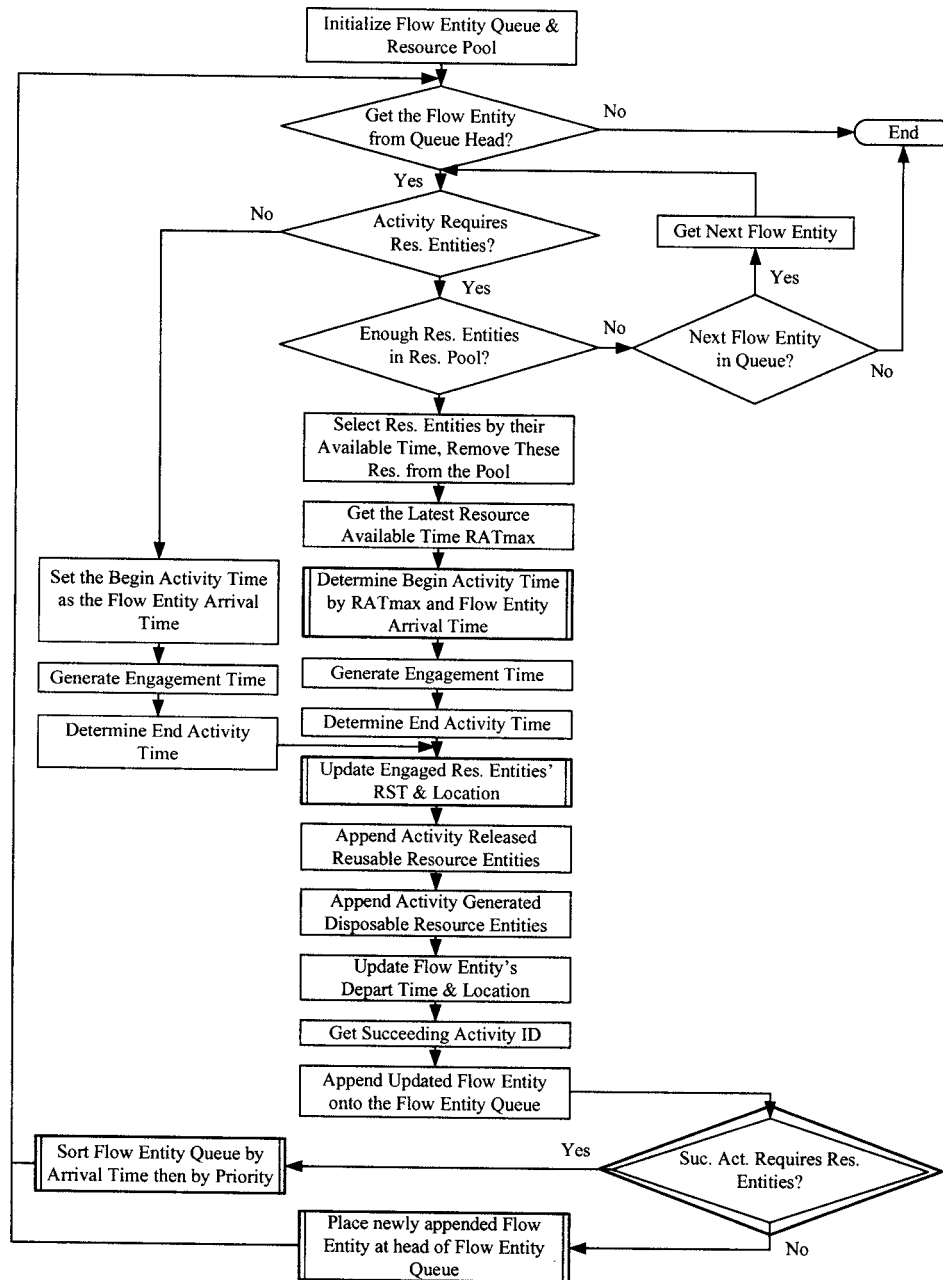 Initialize Flow Entity Queue &
Resource Pool
Get the Flow Entity
from Queue Head?
No
End
Yes
No
Activity Requires
Res. Entities?
Get Next Flow Entity
Yes
Yes
Enough Res. Entities
in Res. Pool?
No
Next Flow Entity
in Queue?
No
Select Res. Entities by their
Available Time, Remove These
Res. from the Pool
Get the Latest Resource
Available Time RATmax
Set the Begin Activity Time
as the Flow Entity Arrival
Time
Determine Begin Activity Time
by RATmax and Flow Entity
Arrival Time
Generate Engagement Time
Generate Engagement Time
Determine End Activity
Time
Determine End Activity Time
Update Engaged Res. Entities’
RST & Location
Append Activity Released
Reusable Resource Entities
Append Activity Generated
Disposable Resource Entities
Update Flow Entity’s
Depart Time & Location
Get Succeeding Activity ID
Append Updated Flow Entity
onto the Flow Entity Queue
Sort Flow Entity Queue by
Arrival Time then by Priority
Yes
Suc. Act. Requires Res.
Entities?
Place newly appended Flow
Entity at head of Flow Entity
Queue
No